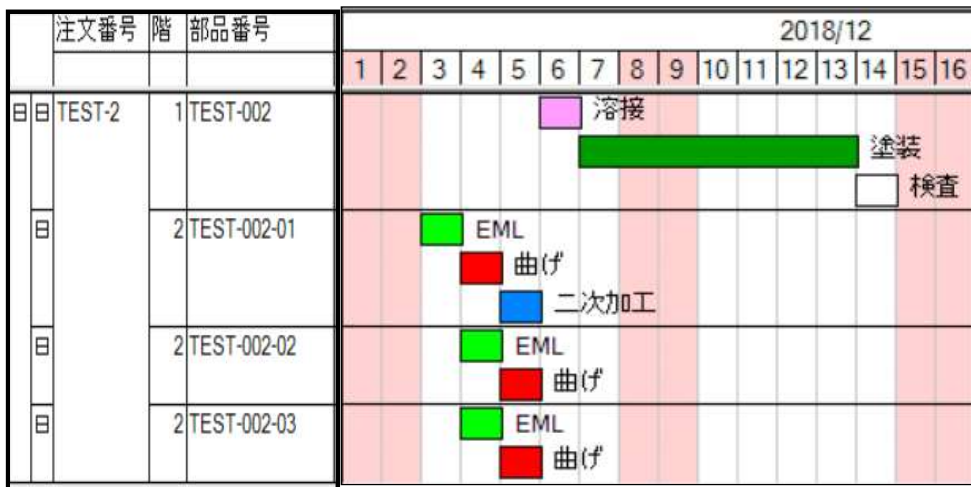 注文番号 階 部品番号 2018/12
1 2 3 4 5 6 7 8 9 10 11 12 13 14 15 16
TEST-2 1 TEST-002 溶接
塗装
検査
2 TEST-002-01 EML
曲げ
二次加工
2 TEST-002-02 EML
曲げ
2 TEST-002-03 EML
曲げ